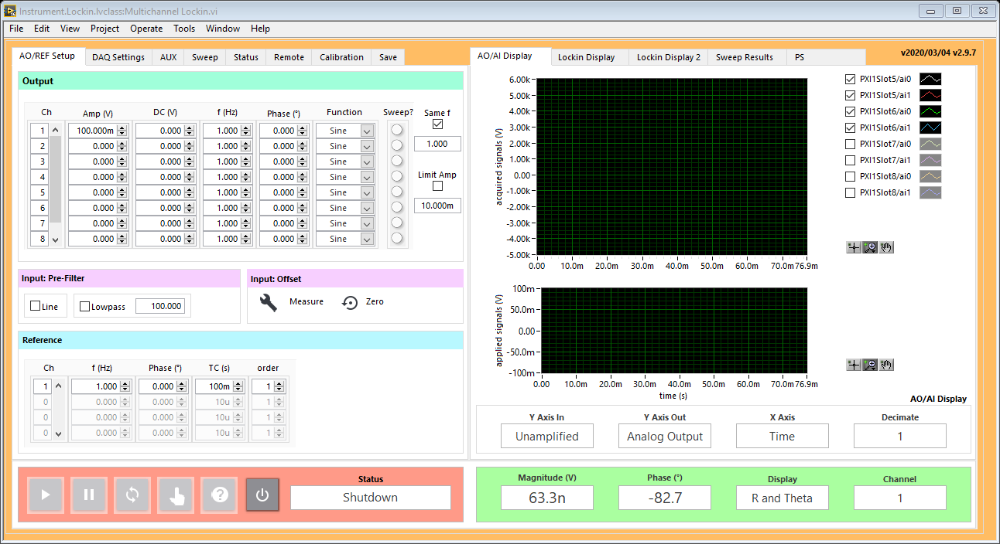 Instrument.Lockin.lvclass:Multichannel Lockin.vi
File Edit View Project Operate Tools Window Help
AO/REF Setup DAQ Settings AUX Sweep Status Remote Calibration Save
Output
Ch Amp (V) DC (V) f (Hz) Phase (°) Function Sweep? Same f
1 100.000m 0.000 1.000 0.000 Sine
2 0.000 0.000 1.000 0.000 Sine 1.000
3 0.000 0.000 1.000 0.000 Sine
4 0.000 0.000 1.000 0.000 Sine Limit Amp
5 0.000 0.000 1.000 0.000 Sine
6 0.000 0.000 1.000 0.000 Sine 10.000m
7 0.000 0.000 1.000 0.000 Sine
8 0.000 0.000 1.000 0.000 Sine
Input: Pre-Filter
Line Lowpass 100.000
Input: Offset
Measure Zero
Reference
Ch f (Hz) Phase (°) TC (s) order
1 1.000 0.000 100m 1
0 0.000 0.000 10u 1
0 0.000 0.000 10u 1
0 0.000 0.000 10u 1
Status
Shutdown
AO/AI Display Lockin Display Lockin Display 2 Sweep Results PS
v2020/03/04 v2.9.7
acquired signals (V)
6.00k
5.00k
4.00k
3.00k
2.00k
1.00k
0.00
-1.00k
-2.00k
-3.00k
-4.00k
-5.00k
0.00 10.0m 20.0m 30.0m 40.0m 50.0m 60.0m 70.0m 76.9m
PXI1Slot5/ai0
PXI1Slot5/ai1
PXI1Slot6/ai0
PXI1Slot6/ai1
PXI1Slot7/ai0
PXI1Slot7/ai1
PXI1Slot8/ai0
PXI1Slot8/ai1
applied signals (V)
100m
50.0m
0.00
-50.0m
-100m
0.00 10.0m 20.0m 30.0m 40.0m 50.0m 60.0m 70.0m 76.9m
time (s)
AO/AI Display
Y Axis In Y Axis Out X Axis Decimate
Unamplified Analog Output Time 1
Magnitude (V) Phase (°) Display Channel
63.3n -82.7 R and Theta 1